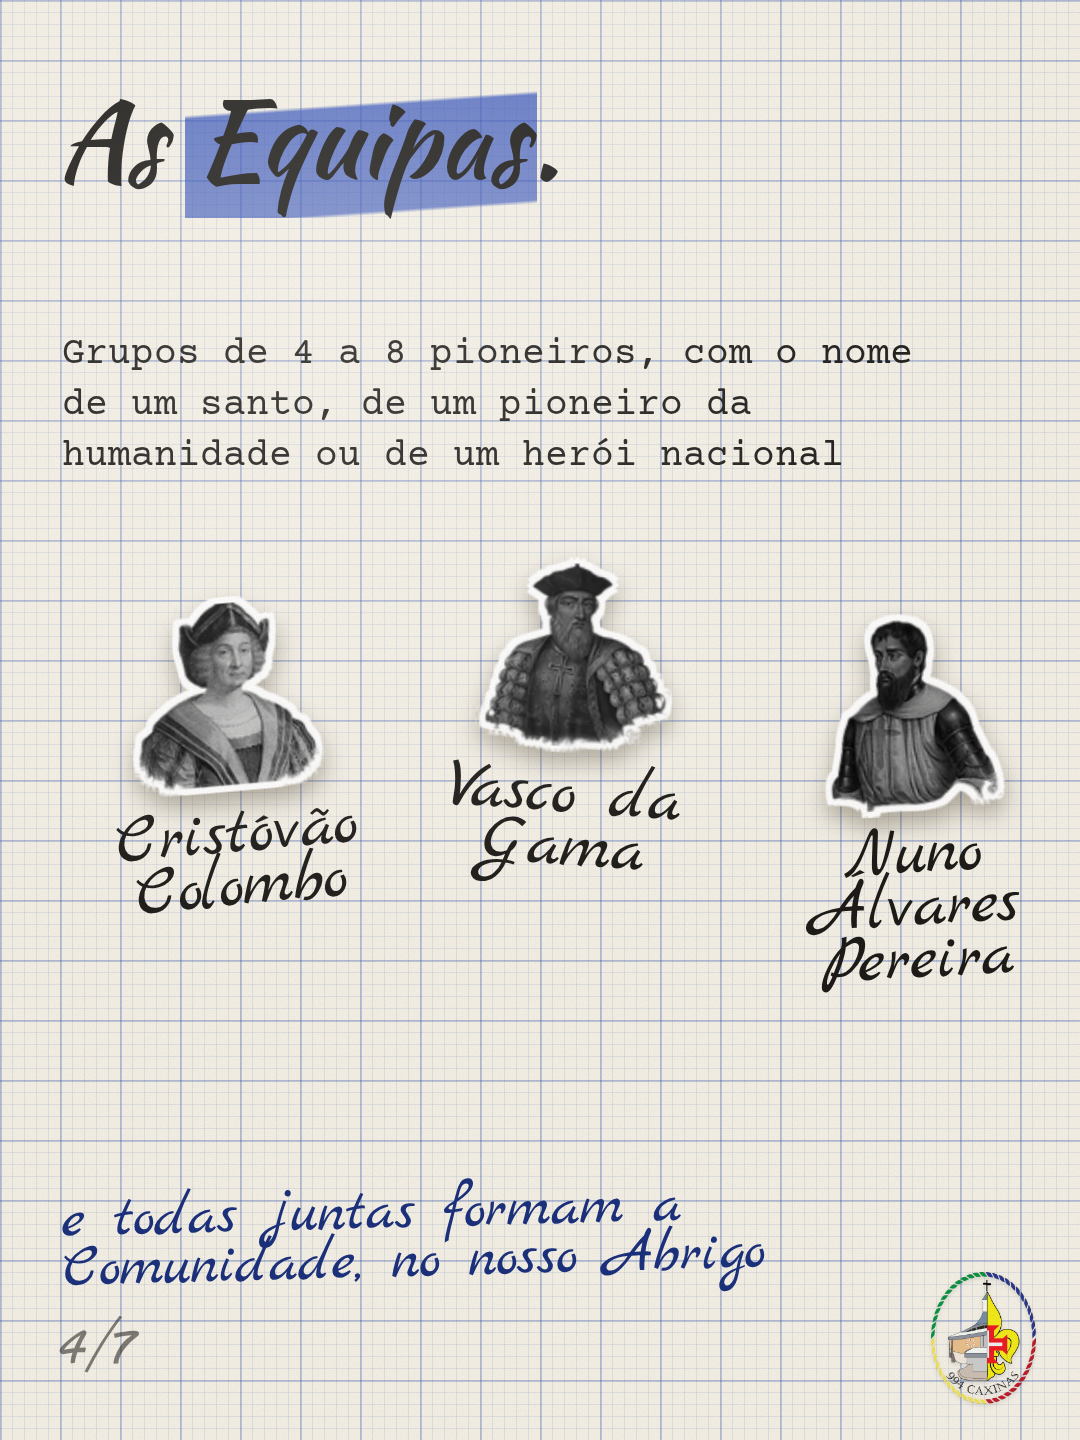 As Equipas.
Grupos de 4 a 8 pioneiros, com o nome
de um santo, de um pioneiro da
humanidade ou de um herói nacional
Cristóvão
Colombo
Vasco da
Gama
Nuno
Álvares
Pereira
e todas juntas formam a
Comunidade, no nosso Abrigo
4/7
994 CAXINAS